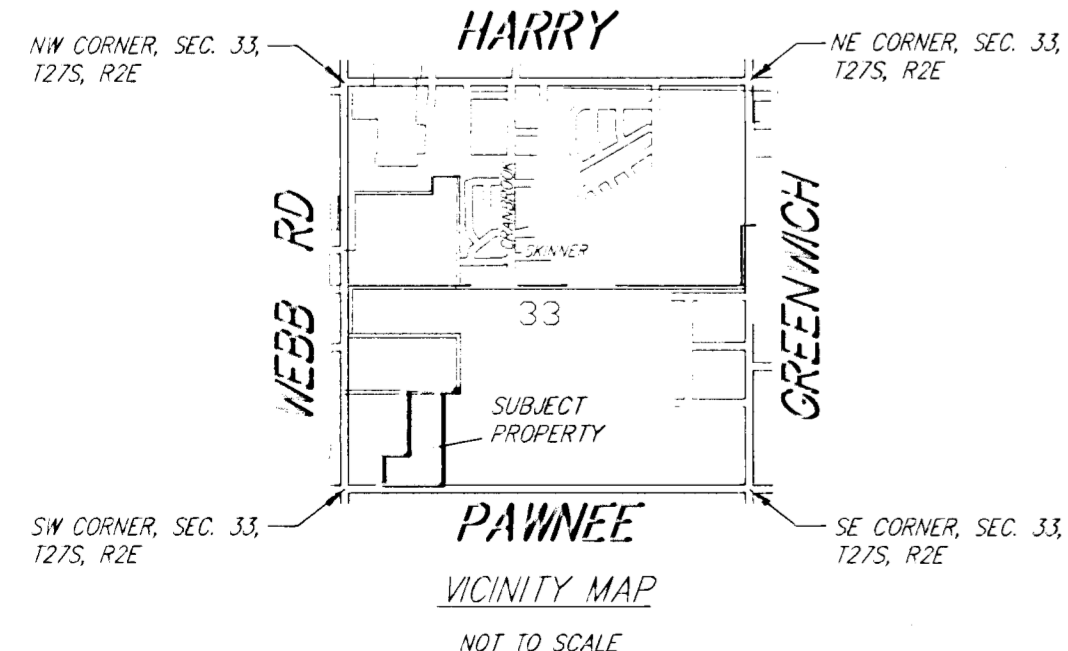 HARRY
NW CORNER, SEC. 33,
T27S, R2E
NE CORNER, SEC. 33,
T27S, R2E
WEBB RD
GREENWICH
CRANBROOK
SKINNER
33
SUBJECT
PROPERTY
SW CORNER, SEC. 33,
T27S, R2E
PAWNEE
SE CORNER, SEC. 33,
T27S, R2E
VICINITY MAP
NOT TO SCALE